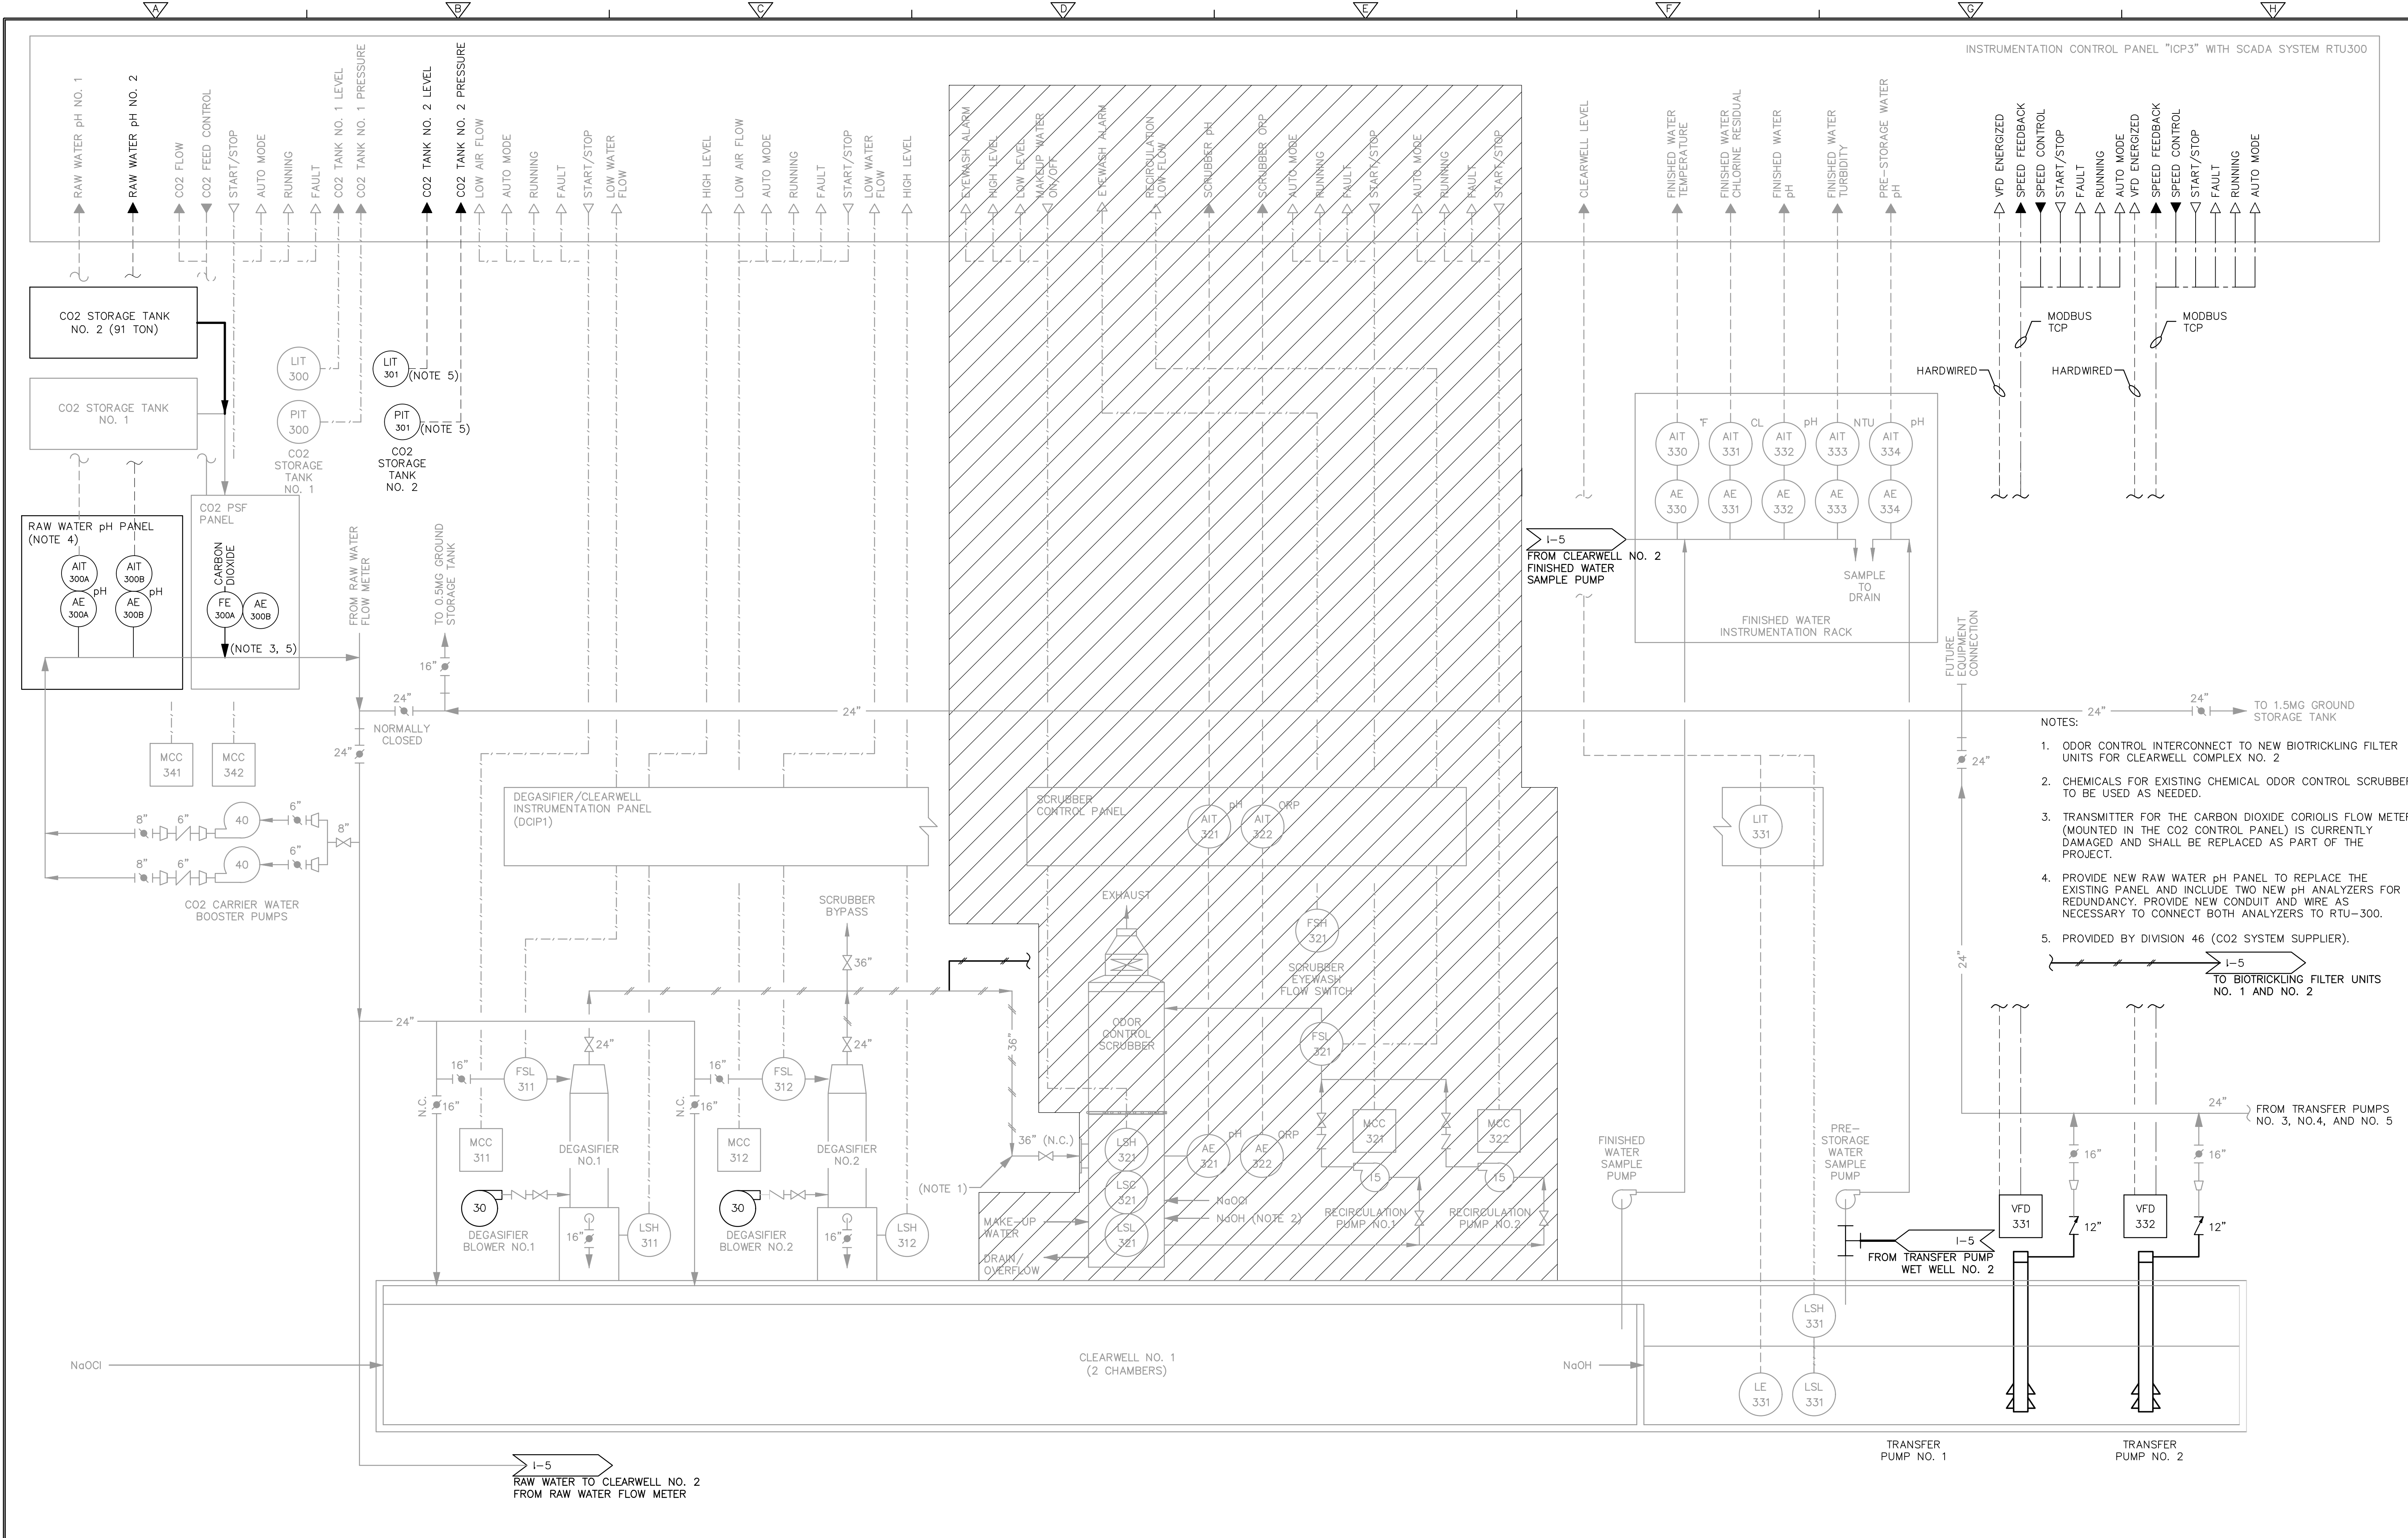 A
B
C
D
E
F
G
H
INSTRUMENTATION CONTROL PANEL "ICP3" WITH SCADA SYSTEM RTU300
RAW WATER pH NO. 1
RAW WATER pH NO. 2
CO2 FLOW
CO2 FEED CONTROL
START/STOP
AUTO MODE
RUNNING
FAULT
CO2 TANK NO. 1 LEVEL
CO2 TANK NO. 1 PRESSURE
CO2 TANK NO. 2 LEVEL
CO2 TANK NO. 2 PRESSURE
LOW AIR FLOW
AUTO MODE
RUNNING
FAULT
START/STOP
LOW WATER
FLOW
HIGH LEVEL
LOW AIR FLOW
AUTO MODE
RUNNING
FAULT
START/STOP
LOW WATER
FLOW
HIGH LEVEL
EYEWASH ALARM
HIGH LEVEL
LOW LEVEL
MAKEUP WATER
ON/OFF
EYEWASH ALARM
RECIRCULATION
LOW FLOW
SCRUBBER pH
SCRUBBER ORP
AUTO MODE
RUNNING
FAULT
START/STOP
AUTO MODE
RUNNING
FAULT
START/STOP
CLEARWELL LEVEL
FINISHED WATER
TEMPERATURE
FINISHED WATER
CHLORINE RESIDUAL
FINISHED WATER
pH
FINISHED WATER
TURBIDITY
PRE-STORAGE WATER
pH
VFD ENERGIZED
SPEED FEEDBACK
SPEED CONTROL
START/STOP
FAULT
RUNNING
AUTO MODE
VFD ENERGIZED
SPEED FEEDBACK
SPEED CONTROL
START/STOP
FAULT
RUNNING
AUTO MODE
CO2 STORAGE TANK
NO. 2 (91 TON)
CO2 STORAGE TANK
NO. 1
LIT
300
PIT
300
CO2
STORAGE
TANK
NO. 1
LIT
301
(NOTE 5)
PIT
301
(NOTE 5)
CO2
STORAGE
TANK
NO. 2
MODBUS
TCP
MODBUS
TCP
HARDWIRED
HARDWIRED
RAW WATER pH PANEL
(NOTE 4)
AIT
300A
pH
AE
300A
AIT
300B
pH
AE
300B
CO2 PSF
PANEL
CARBON
DIOXIDE
FE
300A
AE
300B
(NOTE 3, 5)
FROM RAW WATER
FLOW METER
TO 0.5MG GROUND
STORAGE TANK
16"
24"
NORMALLY
CLOSED
24"
24"
MCC
341
MCC
342
8"
6"
40
6"
8"
8"
6"
40
6"
CO2 CARRIER WATER
BOOSTER PUMPS
°F
AIT
330
CL
AIT
331
pH
AIT
332
NTU
AIT
333
pH
AIT
334
AE
330
AE
331
AE
332
AE
333
AE
334
I-5
FROM CLEARWELL NO. 2
FINISHED WATER
SAMPLE PUMP
SAMPLE
TO
DRAIN
FINISHED WATER
INSTRUMENTATION RACK
FUTURE
EQUIPMENT
CONNECTION
24"
24"
24"
TO 1.5MG GROUND
STORAGE TANK
NOTES:
1. ODOR CONTROL INTERCONNECT TO NEW BIOTRICKLING FILTER
UNITS FOR CLEARWELL COMPLEX NO. 2
2. CHEMICALS FOR EXISTING CHEMICAL ODOR CONTROL SCRUBBER
TO BE USED AS NEEDED.
3. TRANSMITTER FOR THE CARBON DIOXIDE CORIOLIS FLOW METER
(MOUNTED IN THE CO2 CONTROL PANEL) IS CURRENTLY
DAMAGED AND SHALL BE REPLACED AS PART OF THE
PROJECT.
4. PROVIDE NEW RAW WATER pH PANEL TO REPLACE THE
EXISTING PANEL AND INCLUDE TWO NEW pH ANALYZERS FOR
REDUNDANCY. PROVIDE NEW CONDUIT AND WIRE AS
NECESSARY TO CONNECT BOTH ANALYZERS TO RTU-300.
5. PROVIDED BY DIVISION 46 (CO2 SYSTEM SUPPLIER).
I-5
TO BIOTRICKLING FILTER UNITS
NO. 1 AND NO. 2
DEGASIFIER/CLEARWELL
INSTRUMENTATION PANEL
(DCIP1)
SCRUBBER
CONTROL PANEL
AIT
321
pH
AIT
322
ORP
LIT
331
SCRUBBER
BYPASS
36"
EXHAUST
FSH
321
SCRUBBER
EYEWASH
FLOW SWITCH
24"
24"
24"
36"
ODOR
CONTROL
SCRUBBER
FSL
321
24"
16"
FSL
311
N.C.
16"
16"
FSL
312
N.C.
16"
MCC
311
DEGASIFIER
NO.1
MCC
312
DEGASIFIER
NO.2
36" (N.C.)
(NOTE 1)
LSH
321
LSC
321
LSL
321
AE
321
pH
AE
322
ORP
MCC
321
MCC
322
15
15
NaOCl
NaOH (NOTE 2)
RECIRCULATION
PUMP NO.1
RECIRCULATION
PUMP NO.2
MAKE-UP
WATER
DRAIN/
OVERFLOW
30
DEGASIFIER
BLOWER NO.1
16"
LSH
311
30
DEGASIFIER
BLOWER NO.2
16"
LSH
312
FINISHED
WATER
SAMPLE
PUMP
PRE-
STORAGE
WATER
SAMPLE
PUMP
I-5
FROM TRANSFER PUMP
WET WELL NO. 2
24"
FROM TRANSFER PUMPS
NO. 3, NO.4, AND NO. 5
16"
16"
VFD
331
12"
VFD
332
12"
NaOCl
CLEARWELL NO. 1
(2 CHAMBERS)
NaOH
LSH
331
LE
331
LSL
331
TRANSFER
PUMP NO. 1
TRANSFER
PUMP NO. 2
I-5
RAW WATER TO CLEARWELL NO. 2
FROM RAW WATER FLOW METER